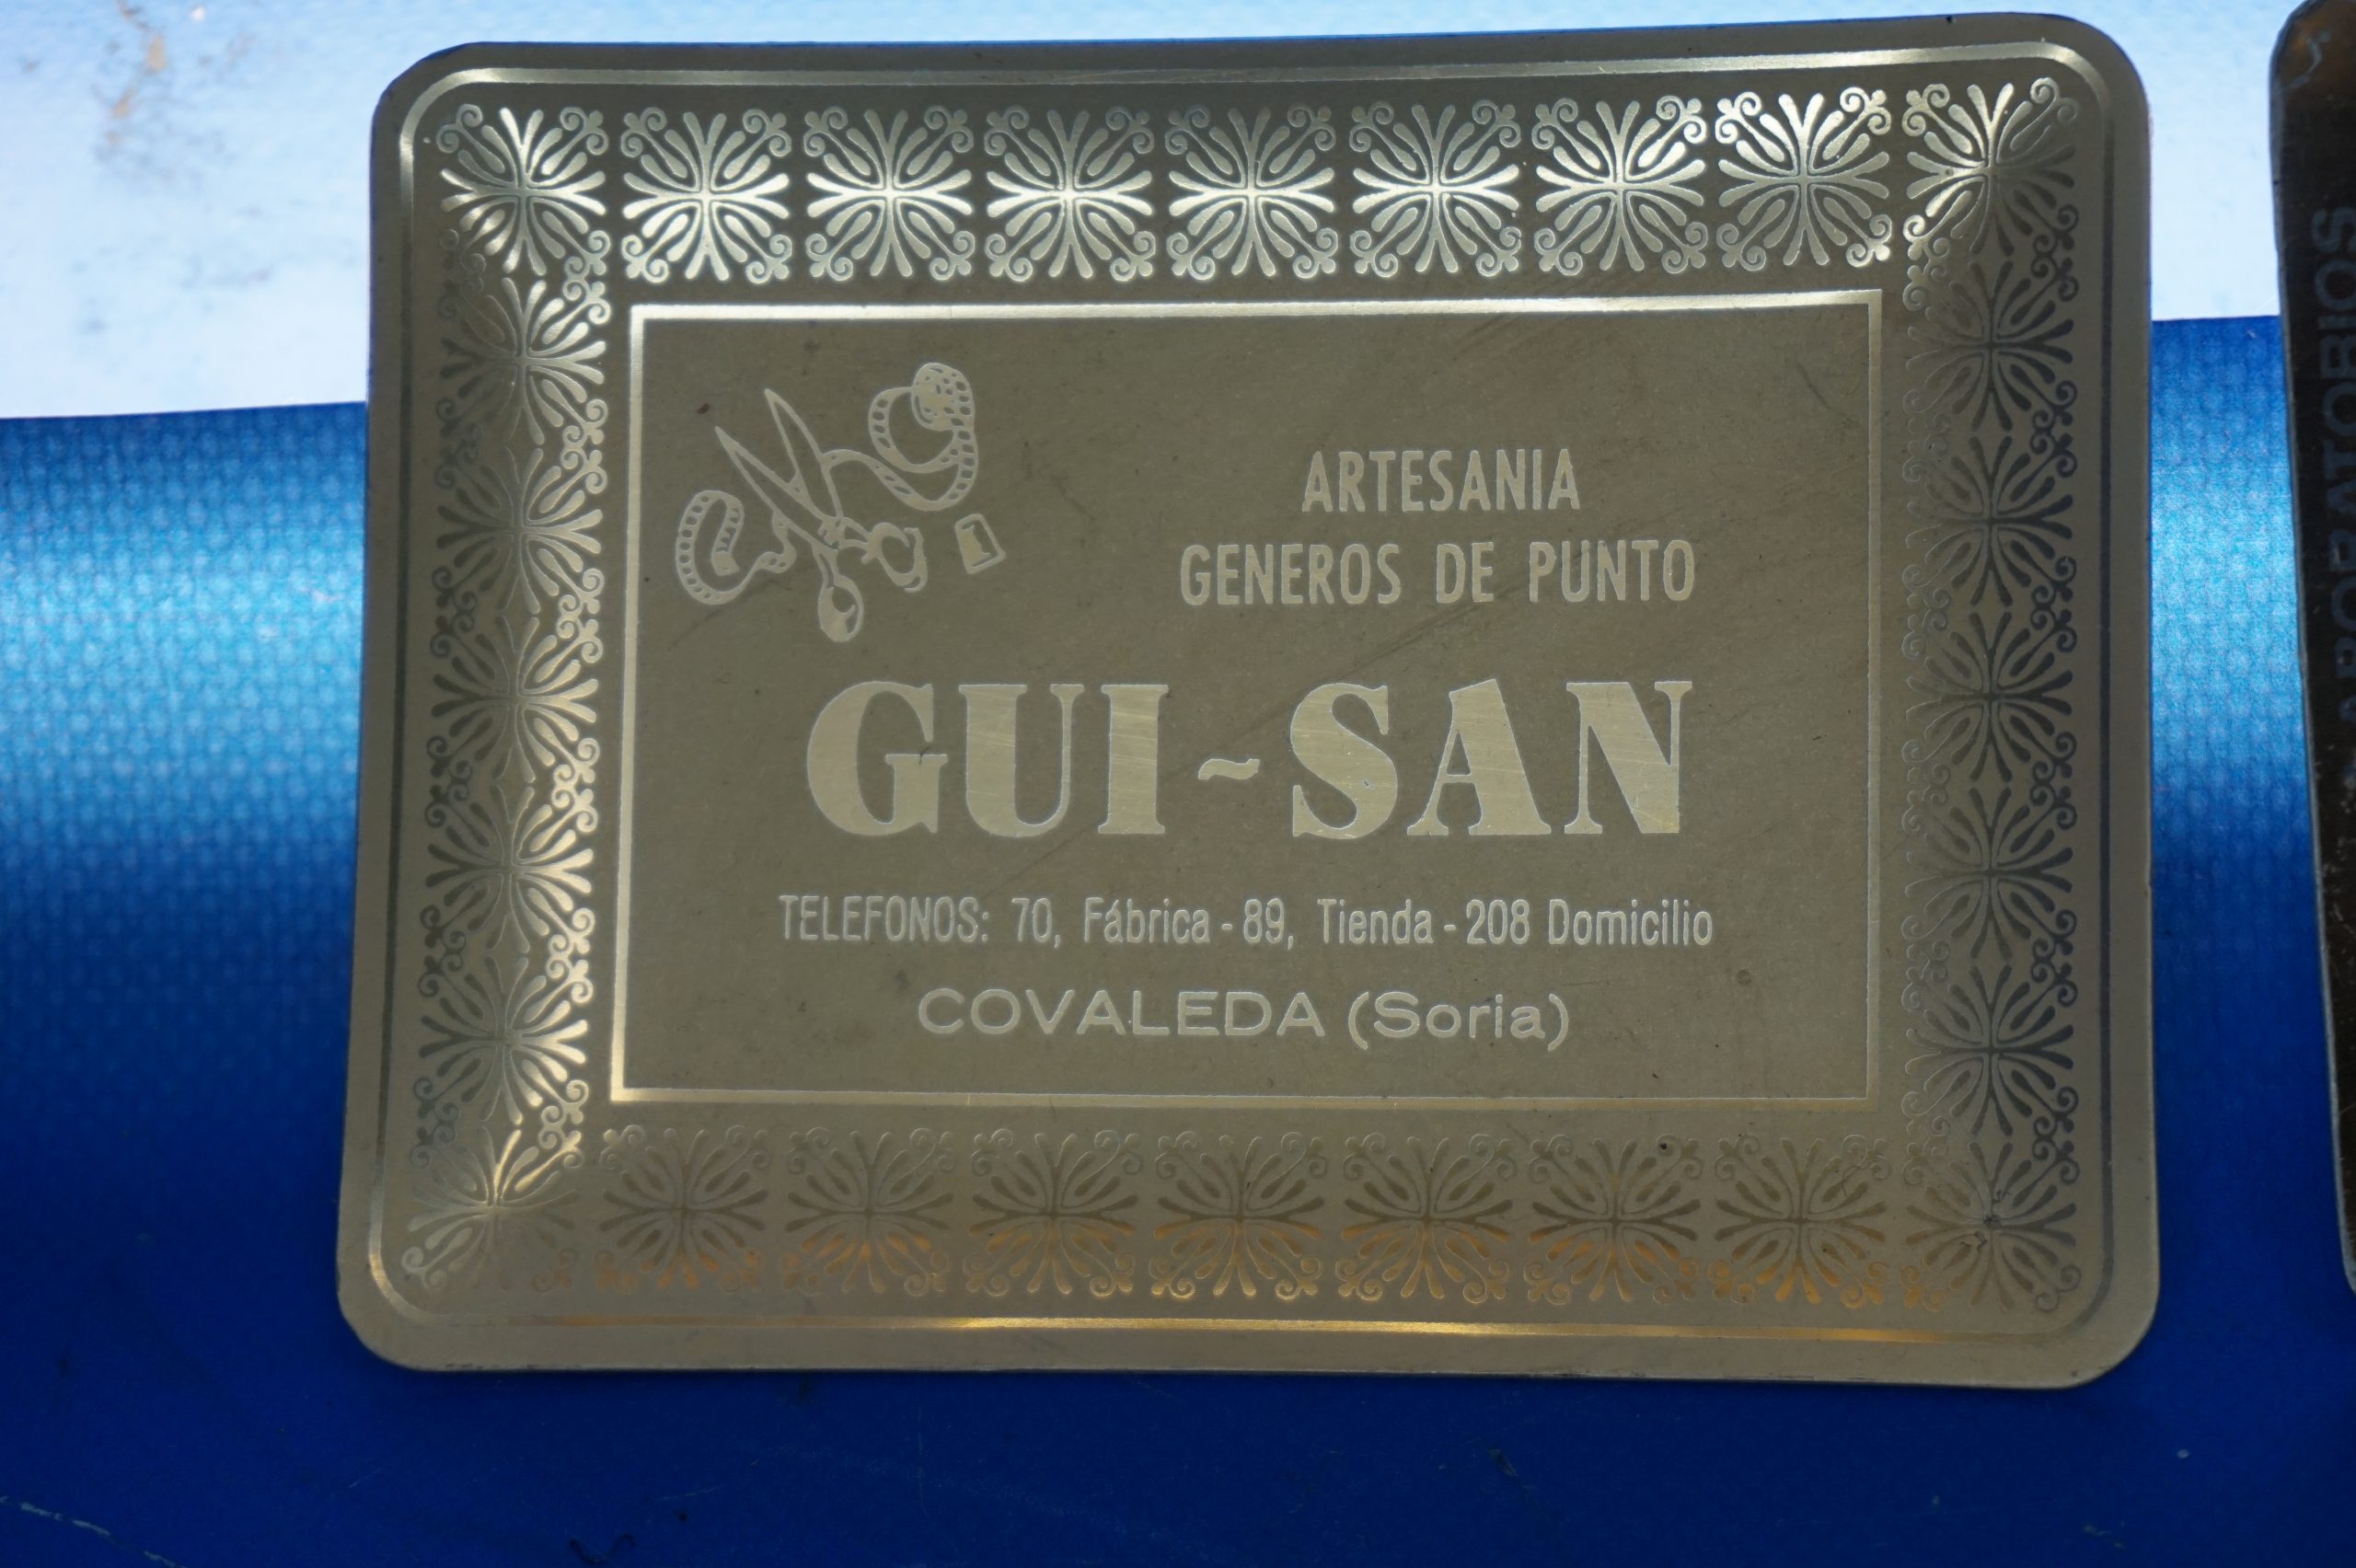 ARTESANIA
GENEROS DE PUNTO
GUI~SAN
TELEFONOS: 70, Fábrica - 89, Tienda - 208 Domicilio
COVALEDA (Soria)